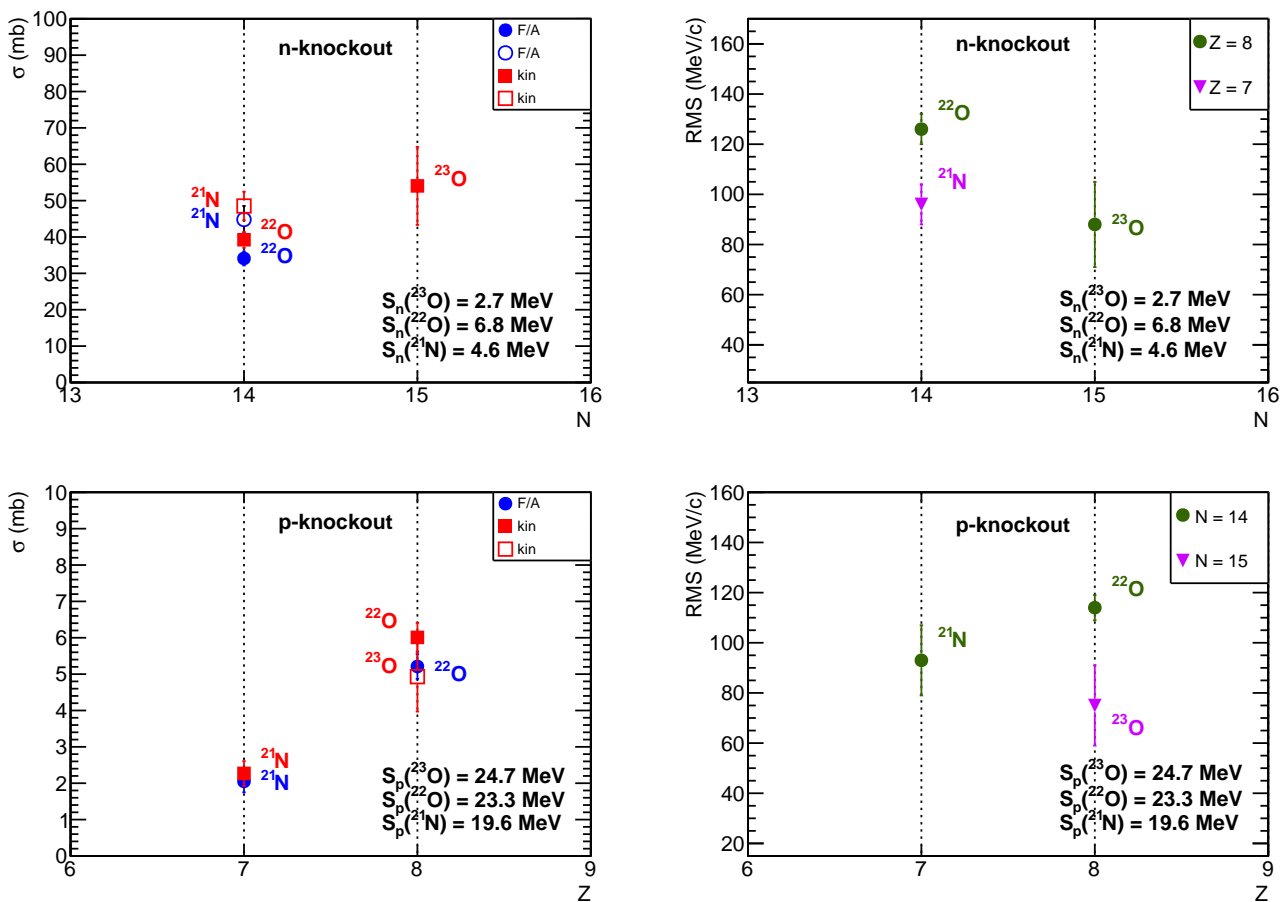 σ (mb)
100
90
80
70
60
50
40
30
20
10
0
13
14
15
16
N
n-knockout
F/A
F/A
kin
kin
²¹N
²¹N
²²O
²²O
²³O
Sₙ(²³O) = 2.7 MeV
Sₙ(²²O) = 6.8 MeV
Sₙ(²¹N) = 4.6 MeV
RMS (MeV/c)
160
140
120
100
80
60
40
13
14
15
16
N
n-knockout
Z = 8
Z = 7
²²O
²¹N
²³O
Sₙ(²³O) = 2.7 MeV
Sₙ(²²O) = 6.8 MeV
Sₙ(²¹N) = 4.6 MeV
σ (mb)
10
9
8
7
6
5
4
3
2
1
0
6
7
8
9
Z
p-knockout
F/A
kin
kin
²²O
²³O
²²O
²¹N
²¹N
Sₚ(²³O) = 24.7 MeV
Sₚ(²²O) = 23.3 MeV
Sₚ(²¹N) = 19.6 MeV
RMS (MeV/c)
160
140
120
100
80
60
40
20
6
7
8
9
Z
p-knockout
N = 14
N = 15
²²O
²¹N
²³O
Sₚ(²³O) = 24.7 MeV
Sₚ(²²O) = 23.3 MeV
Sₚ(²¹N) = 19.6 MeV